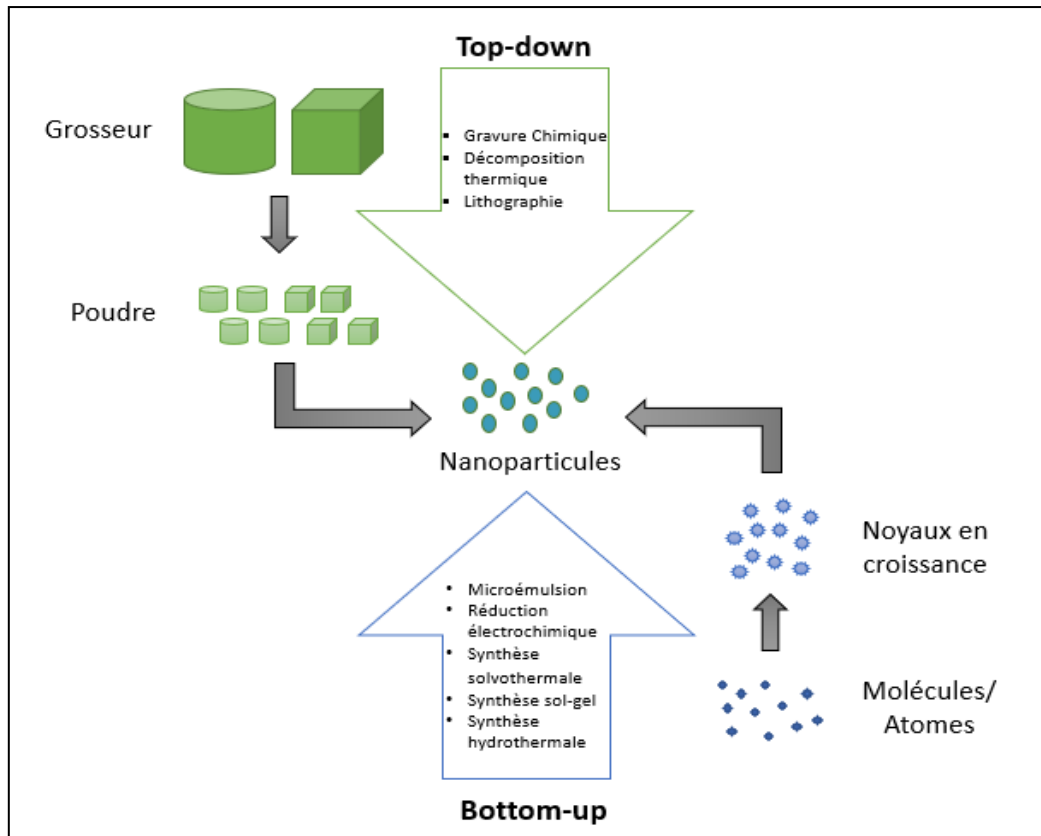 Top-down
Grosseur
▪ Gravure Chimique
▪ Décomposition
thermique
▪ Lithographie
Poudre
Nanoparticules
Noyaux en
croissance
• Microémulsion
• Réduction
électrochimique
• Synthèse
solvothermale
• Synthèse sol-gel
• Synthèse
hydrothermale
Molécules/
Atomes
Bottom-up